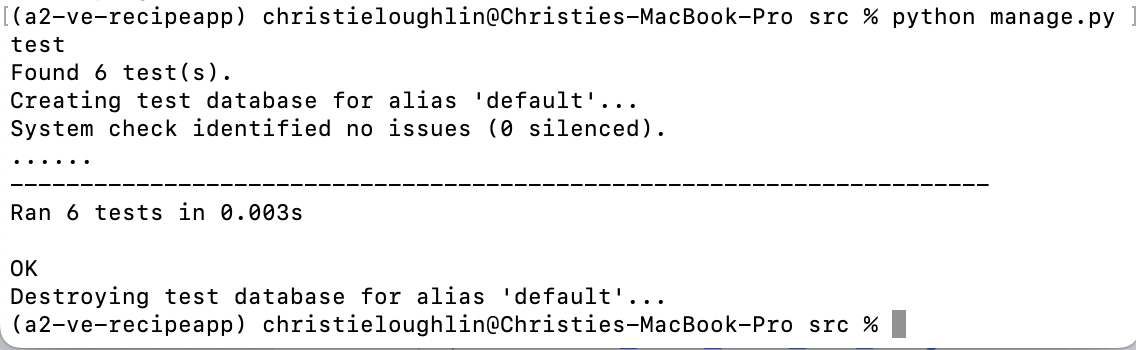 [(a2-ve-recipeapp) christieloughlin@Christies-MacBook-Pro src % python manage.py ]
test
Found 6 test(s).
Creating test database for alias 'default'...
System check identified no issues (0 silenced).
......
----------------------------------------------------------------------
Ran 6 tests in 0.003s
OK
Destroying test database for alias 'default'...
(a2-ve-recipeapp) christieloughlin@Christies-MacBook-Pro src %